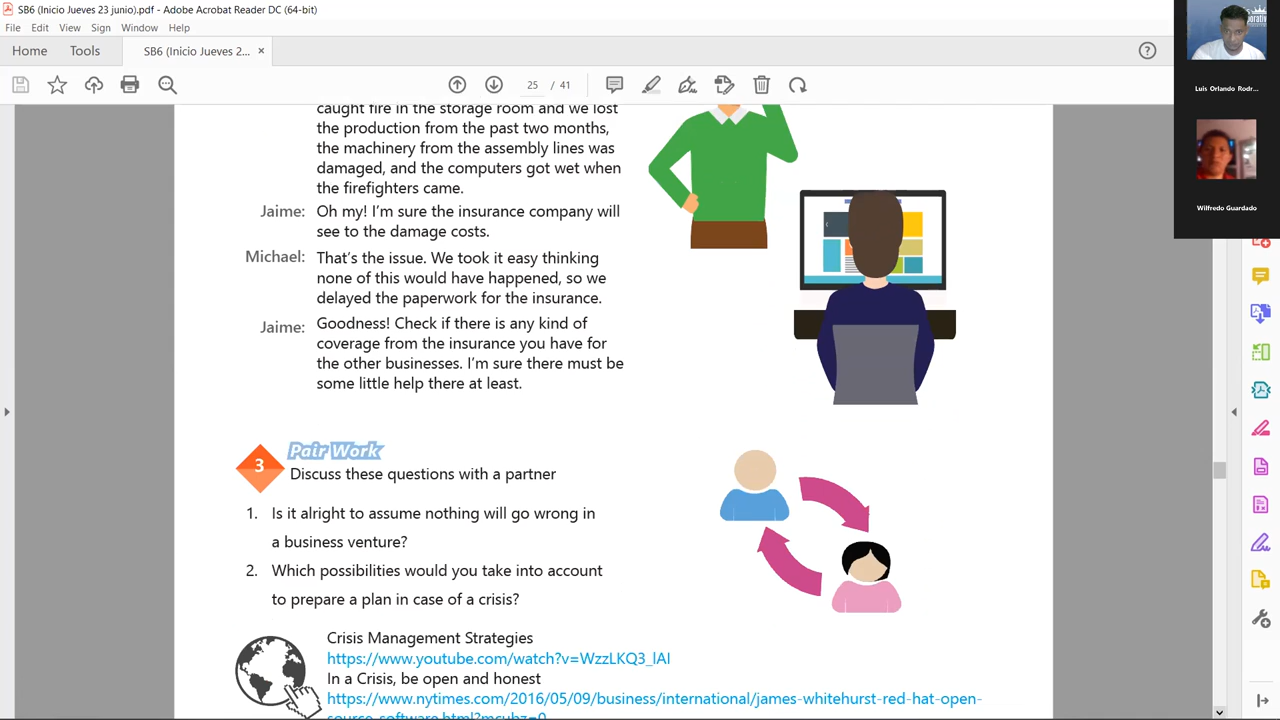 SB6 (Inicio Jueves 23 junio).pdf - Adobe Acrobat Reader DC (64-bit)
File Edit View Sign Window Help
Home Tools SB6 (Inicio Jueves 2... ×
25 / 41
caught fire in the storage room and we lost
the production from the past two months,
the machinery from the assembly lines was
damaged, and the computers got wet when
the firefighters came.
Jaime: Oh my! I'm sure the insurance company will
see to the damage costs.
Michael: That's the issue. We took it easy thinking
none of this would have happened, so we
delayed the paperwork for the insurance.
Jaime: Goodness! Check if there is any kind of
coverage from the insurance you have for
the other businesses. I'm sure there must be
some little help there at least.
3 Pair Work
Discuss these questions with a partner
1. Is it alright to assume nothing will go wrong in
a business venture?
2. Which possibilities would you take into account
to prepare a plan in case of a crisis?
Crisis Management Strategies
https://www.youtube.com/watch?v=WzzLKQ3_lAI
In a Crisis, be open and honest
https://www.nytimes.com/2016/05/09/business/international/james-whitehurst-red-hat-open-
source-software.html?mcubz=0
Luis Orlando Rodr...
Wilfredo Guardado